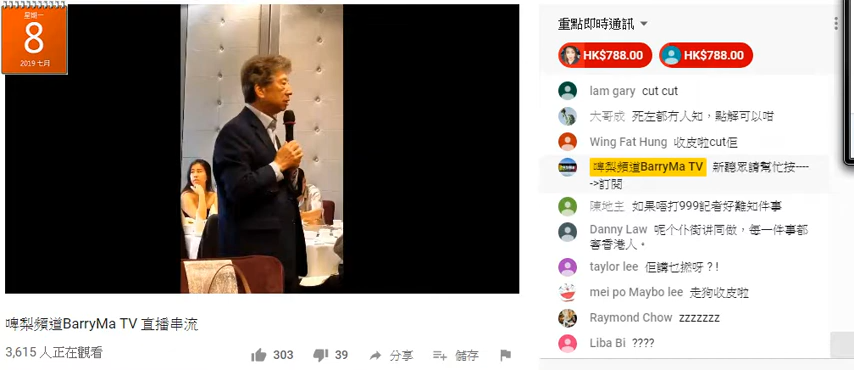 星期一
8
2019 七月
重點即時通訊
HK$788.00 HK$788.00
lam gary cut cut
大哥成 死左都冇人知，點解可以咁
Wing Fat Hung 收皮啦cut佢
啤梨頻道BarryMa TV 新聽眾請幫忙按----
->訂閱
陳地主 如果唔打999記者好難知件事
Danny Law 呢个仆街讲同做，每一件事都
害香港人。
taylor lee 佢講乜撚呀？!
mei po Maybo lee 走狗收皮啦
Raymond Chow zzzzzzz
Liba Bi ????
啤梨頻道BarryMa TV 直播串流
3,615 人正在觀看
303 39 分享 儲存